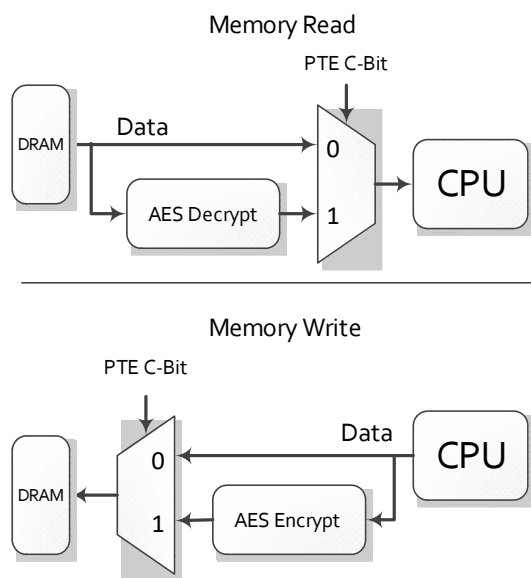 Memory Read
PTE C-Bit
DRAM
Data
0
CPU
AES Decrypt
1
Memory Write
PTE C-Bit
Data
CPU
0
DRAM
1
AES Encrypt